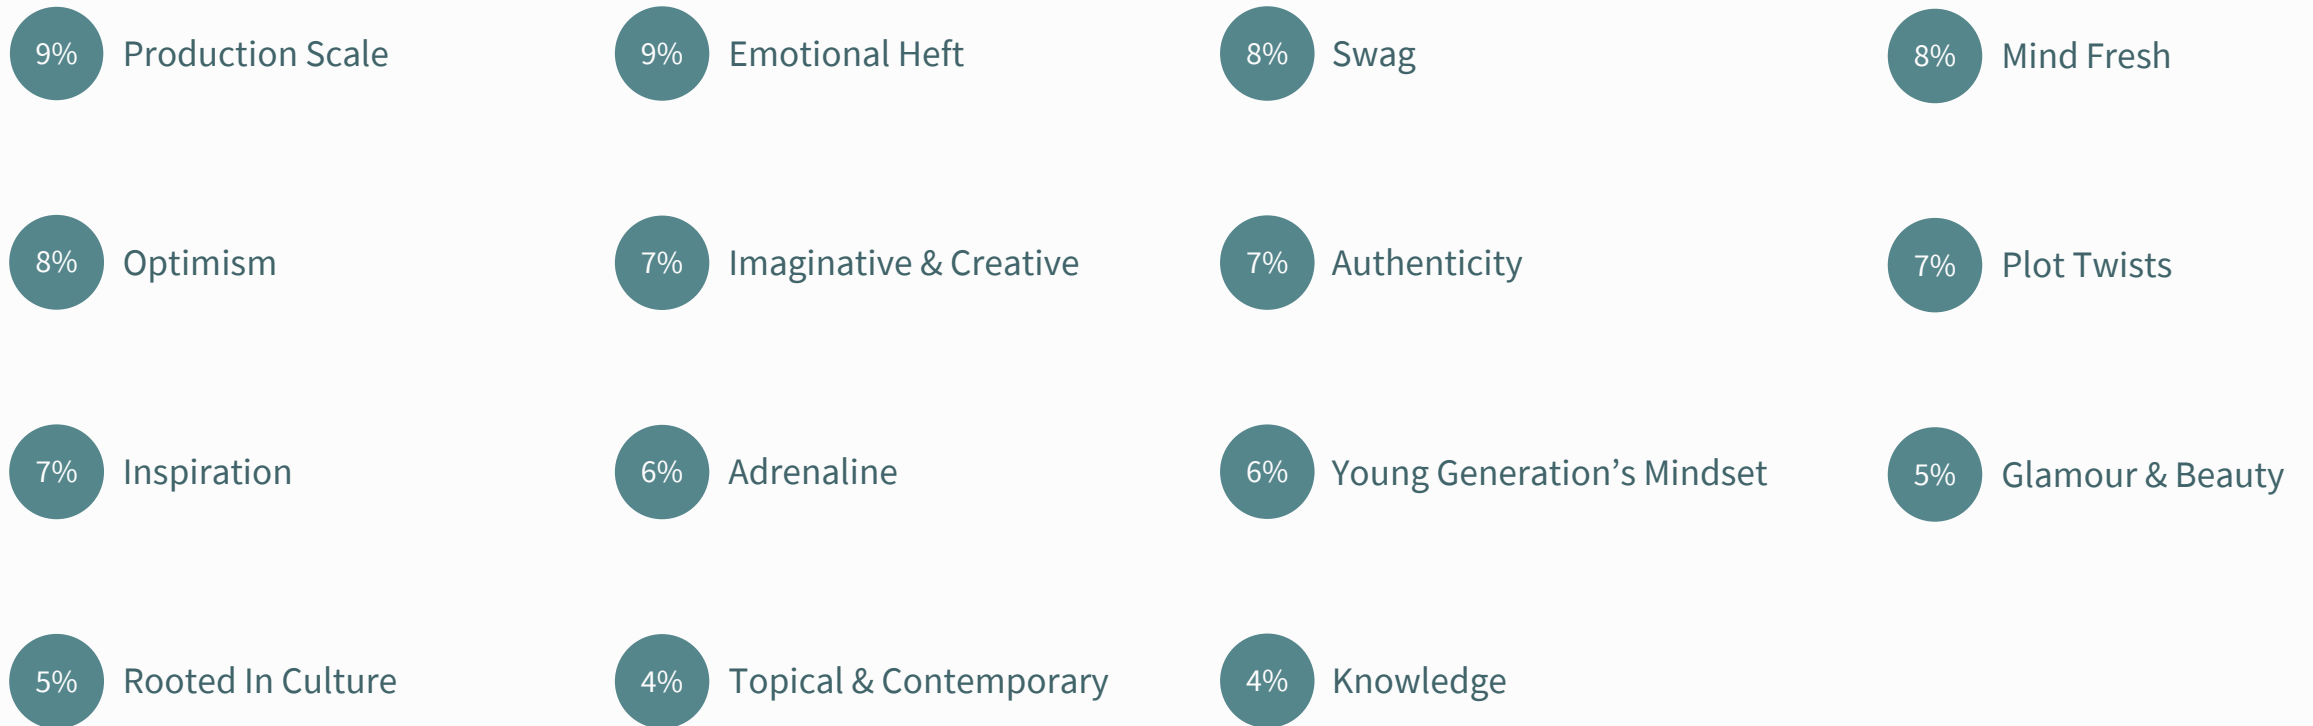 9% Production Scale
9% Emotional Heft
8% Swag
8% Mind Fresh
8% Optimism
7% Imaginative & Creative
7% Authenticity
7% Plot Twists
7% Inspiration
6% Adrenaline
6% Young Generation’s Mindset
5% Glamour & Beauty
5% Rooted In Culture
4% Topical & Contemporary
4% Knowledge